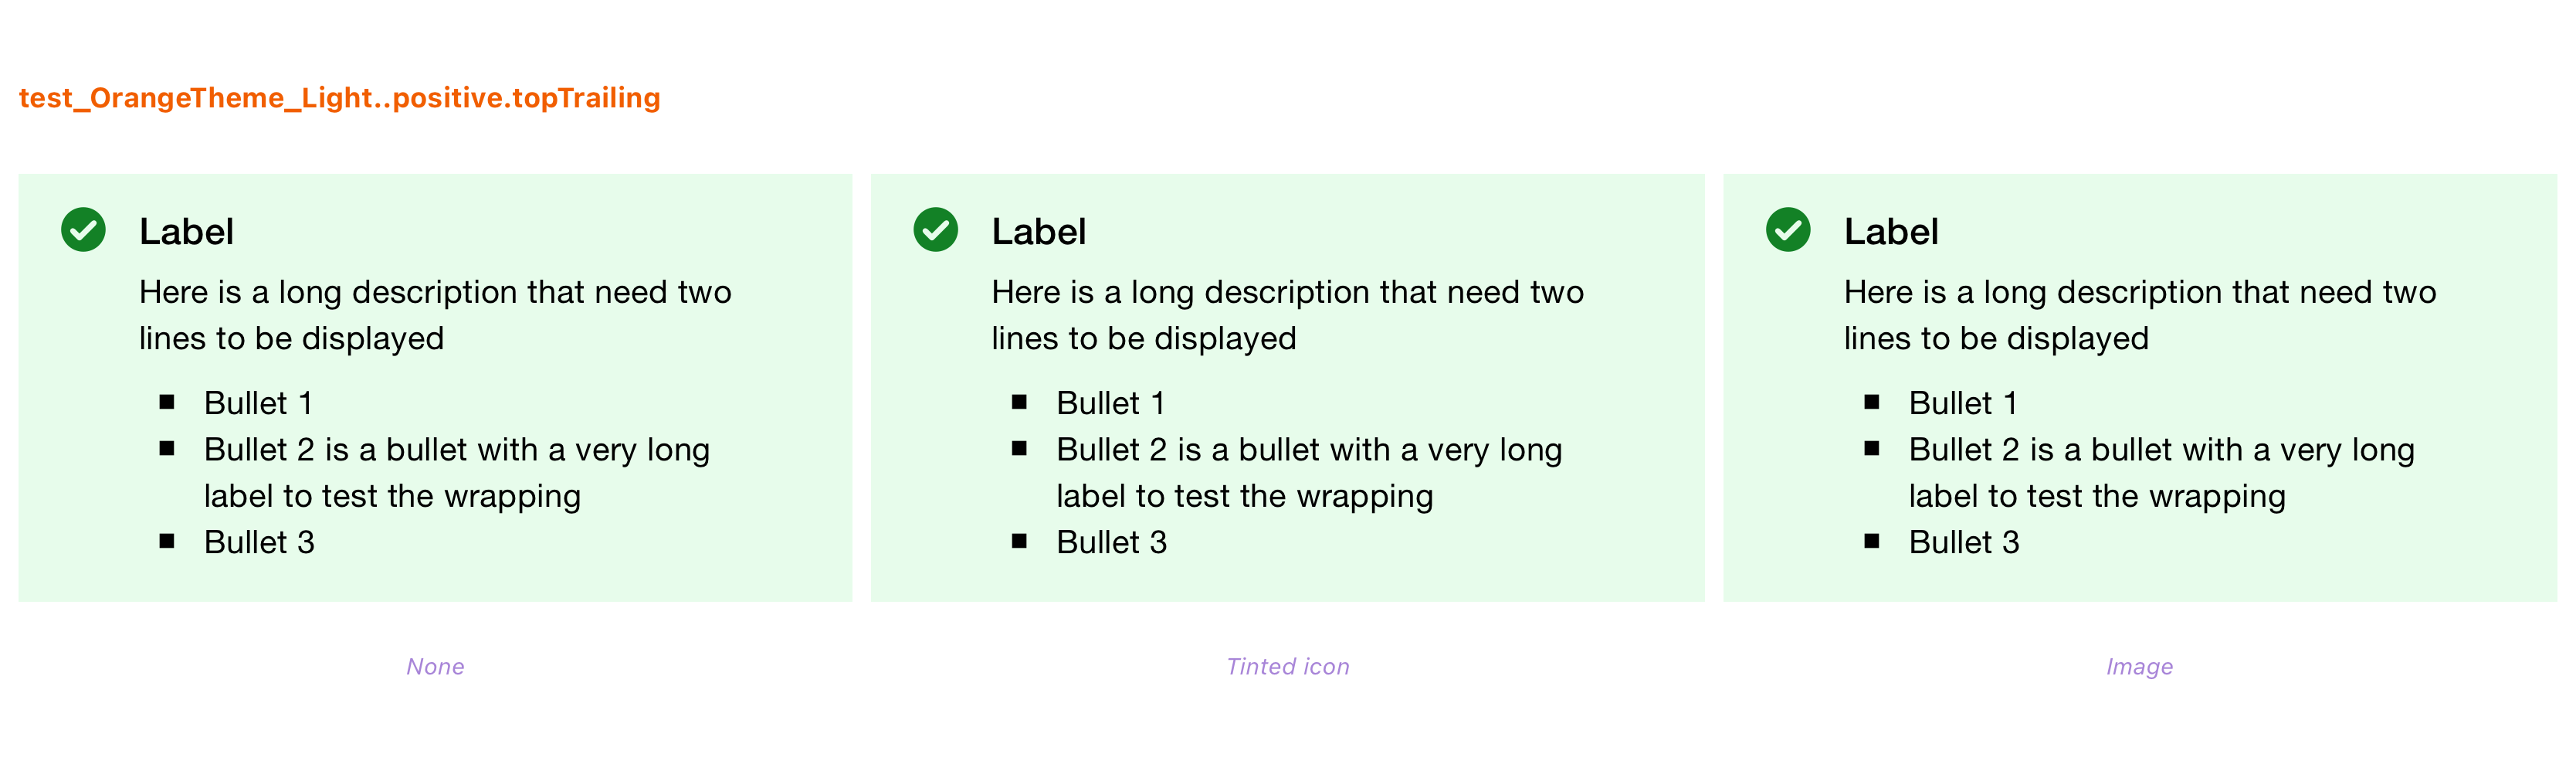 test_OrangeTheme_Light..positive.topTrailing
Label
Here is a long description that need two
lines to be displayed
Bullet 1
Bullet 2 is a bullet with a very long
label to test the wrapping
Bullet 3
None
Label
Here is a long description that need two
lines to be displayed
Bullet 1
Bullet 2 is a bullet with a very long
label to test the wrapping
Bullet 3
Tinted icon
Label
Here is a long description that need two
lines to be displayed
Bullet 1
Bullet 2 is a bullet with a very long
label to test the wrapping
Bullet 3
Image